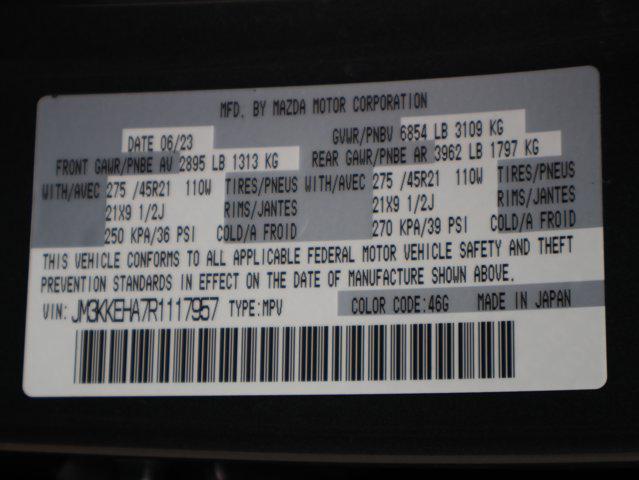 MFD. BY MAZDA MOTOR CORPORATION
DATE 06/23 GVWR/PNBV 6854 LB 3109 KG
FRONT GAWR/PNBE AV 2895 LB 1313 KG REAR GAWR/PNBE AR 3962 LB 1797 KG
WITH/AVEC 275 /45R21 110W TIRES/PNEUS WITH/AVEC 275 /45R21 110W TIRES/PNEUS
21X9 1/2J RIMS/JANTES 21X9 1/2J RIMS/JANTES
250 KPA/36 PSI COLD/A FROID 270 KPA/39 PSI COLD/A FROID
THIS VEHICLE CONFORMS TO ALL APPLICABLE FEDERAL MOTOR VEHICLE SAFETY AND THEFT
PREVENTION STANDARDS IN EFFECT ON THE DATE OF MANUFACTURE SHOWN ABOVE.
VIN: JM3KKEHA7R1117957 TYPE:MPV COLOR CODE:46G MADE IN JAPAN